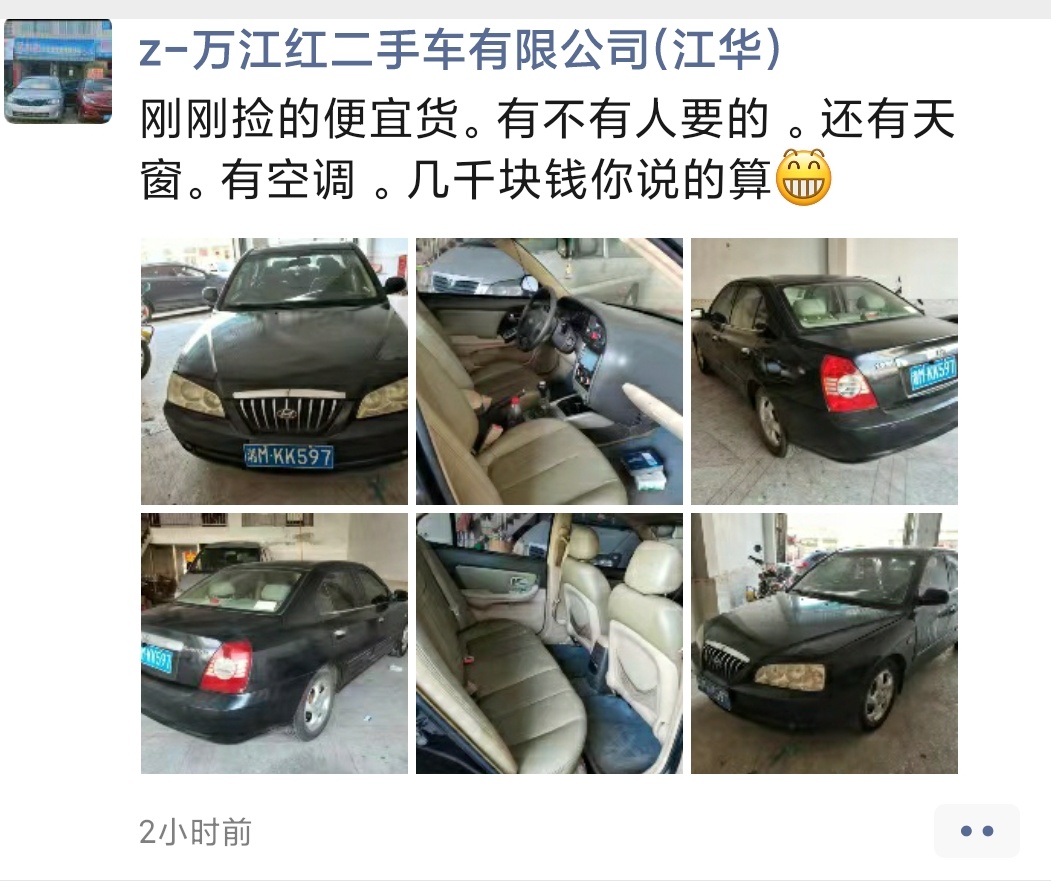 z-万江红二手车有限公司(江华)
刚刚捡的便宜货。有不有人要的 。还有天
窗。有空调 。几千块钱你说的算😁
湘M·KK597
湘M·KK597
KK597
2小时前